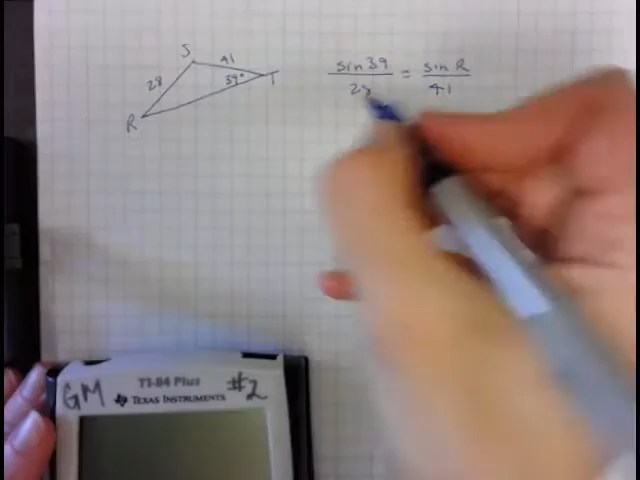 S
41
28
39°
T
R
sin 39 / 28 = sin R / 41
GM
TI-84 Plus
TEXAS INSTRUMENTS
#2